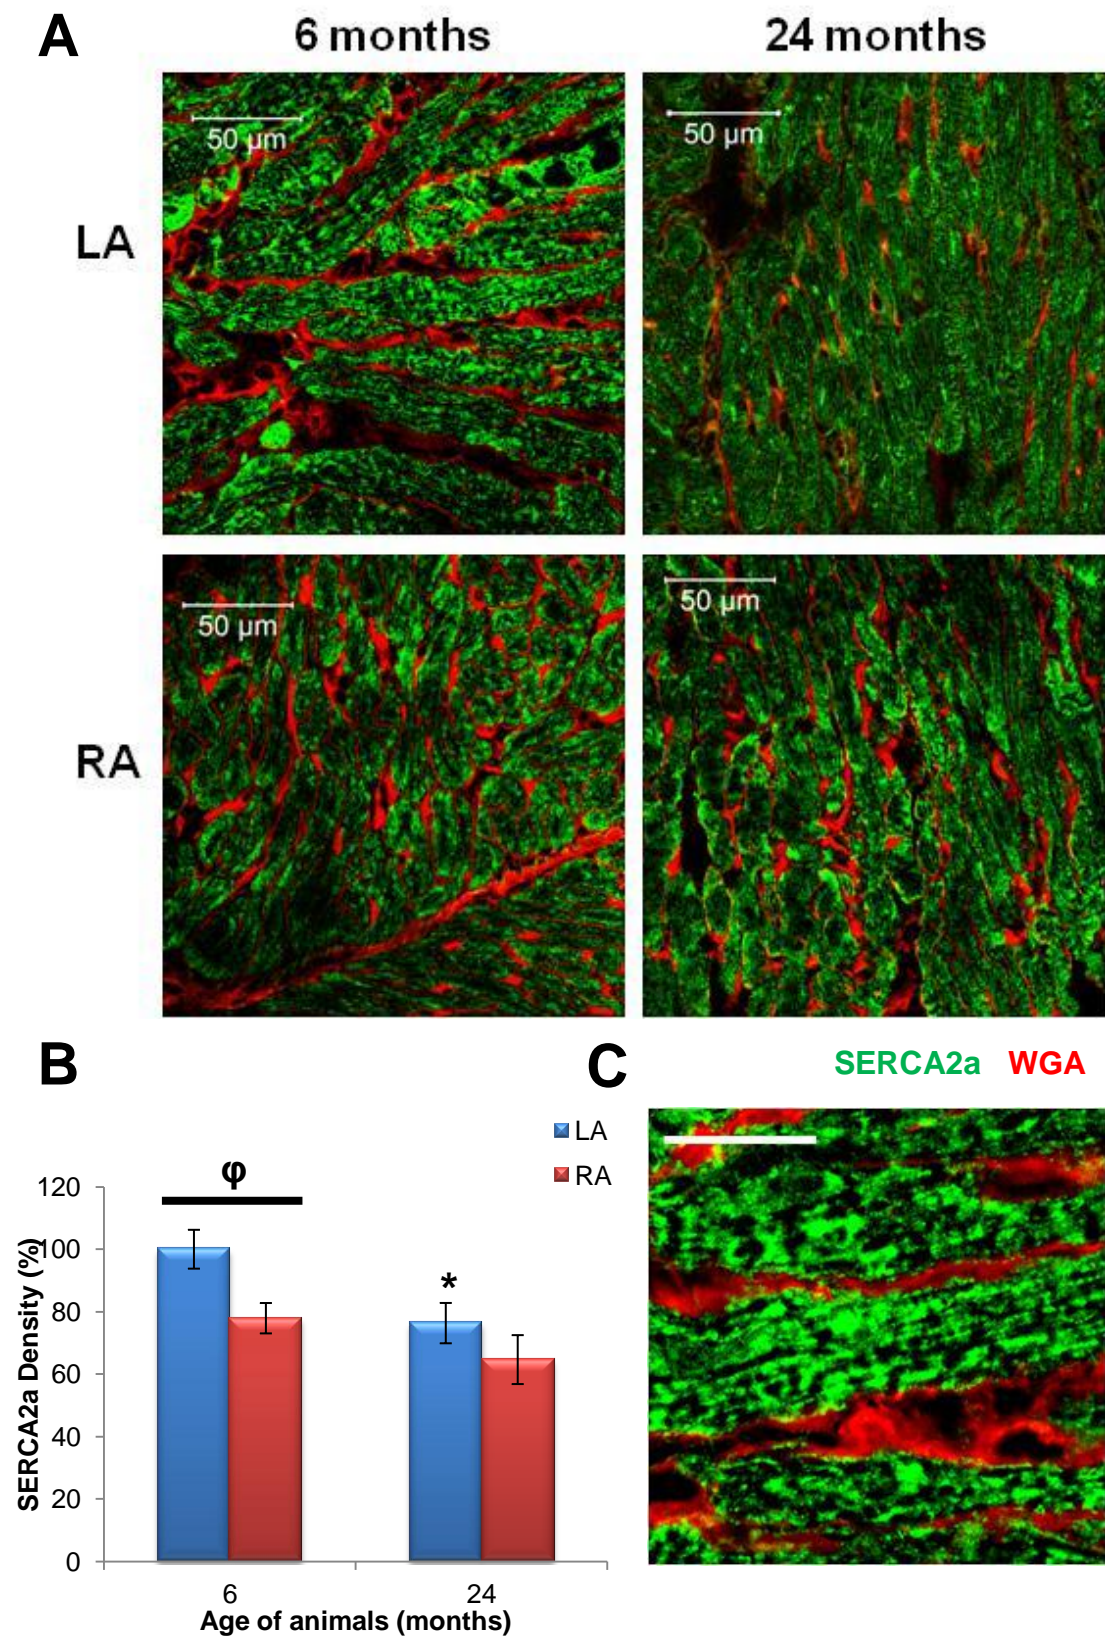 A
6 months
24 months
50 µm
50 µm
LA
50 µm
50 µm
RA
B
C
SERCA2a WGA
LA
RA
φ
*
120
100
80
60
40
20
0
SERCA2a Density (%)
6
24
Age of animals (months)